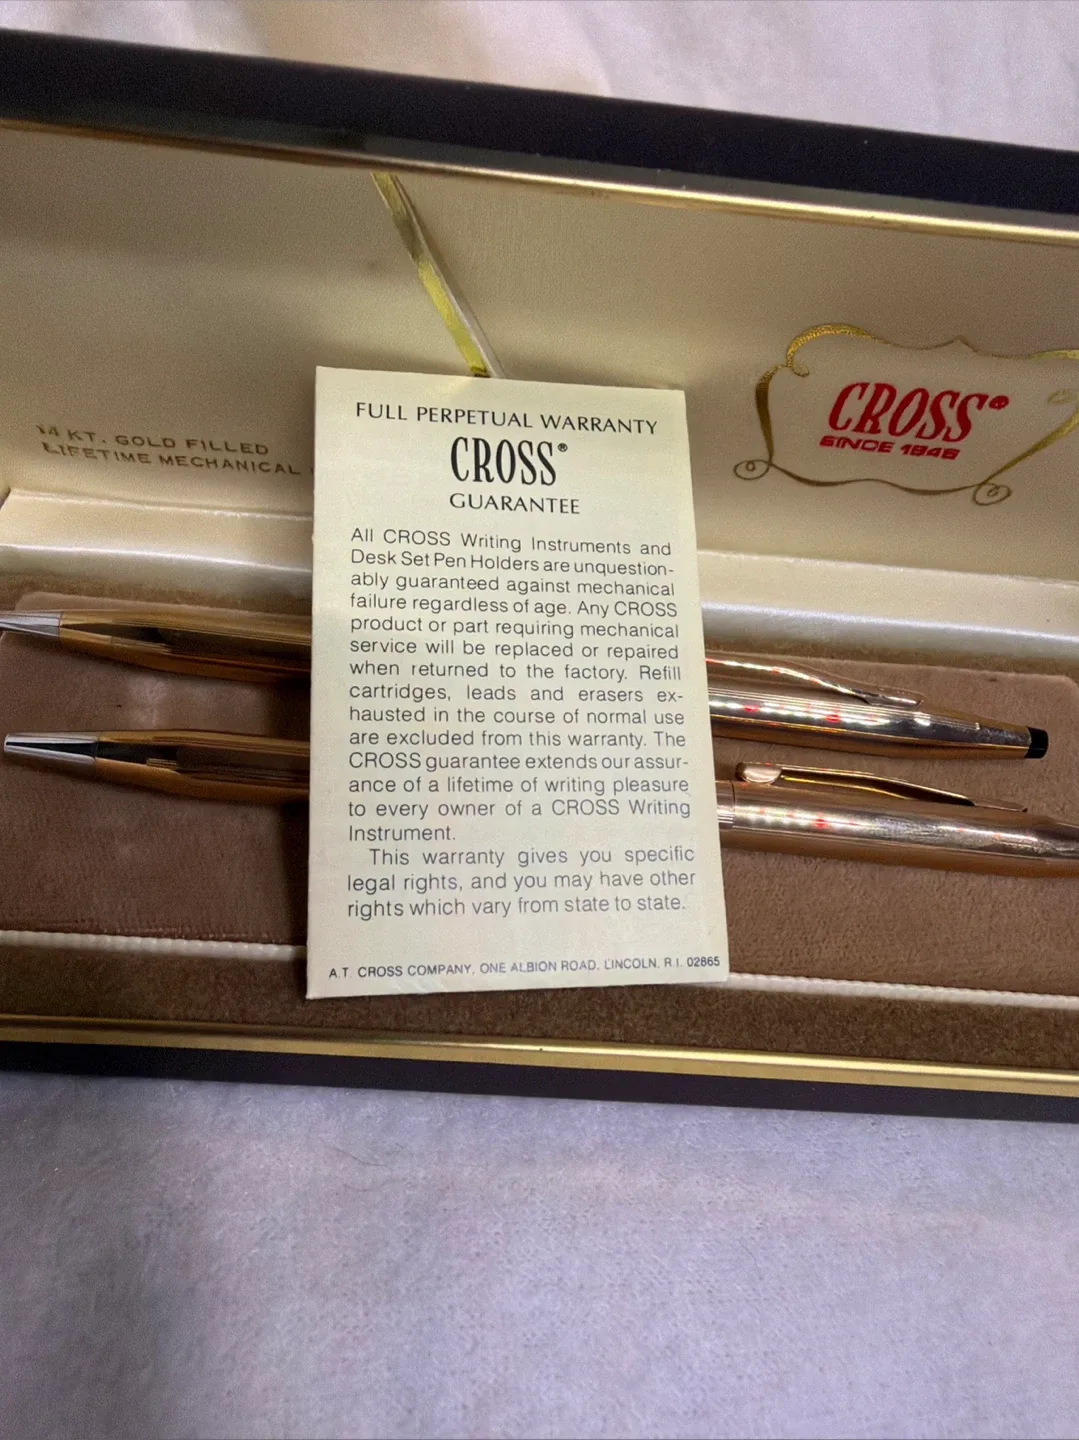 CROSS®
SINCE 1846
14 KT. GOLD FILLED
LIFETIME MECHANICAL
FULL PERPETUAL WARRANTY
CROSS®
GUARANTEE
All CROSS Writing Instruments and
Desk Set Pen Holders are unquestion-
ably guaranteed against mechanical
failure regardless of age. Any CROSS
product or part requiring mechanical
service will be replaced or repaired
when returned to the factory. Refill
cartridges, leads and erasers ex-
hausted in the course of normal use
are excluded from this warranty. The
CROSS guarantee extends our assur-
ance of a lifetime of writing pleasure
to every owner of a CROSS Writing
Instrument.
This warranty gives you specific
legal rights, and you may have other
rights which vary from state to state.
A.T. CROSS COMPANY, ONE ALBION ROAD, LINCOLN, R.I. 02865